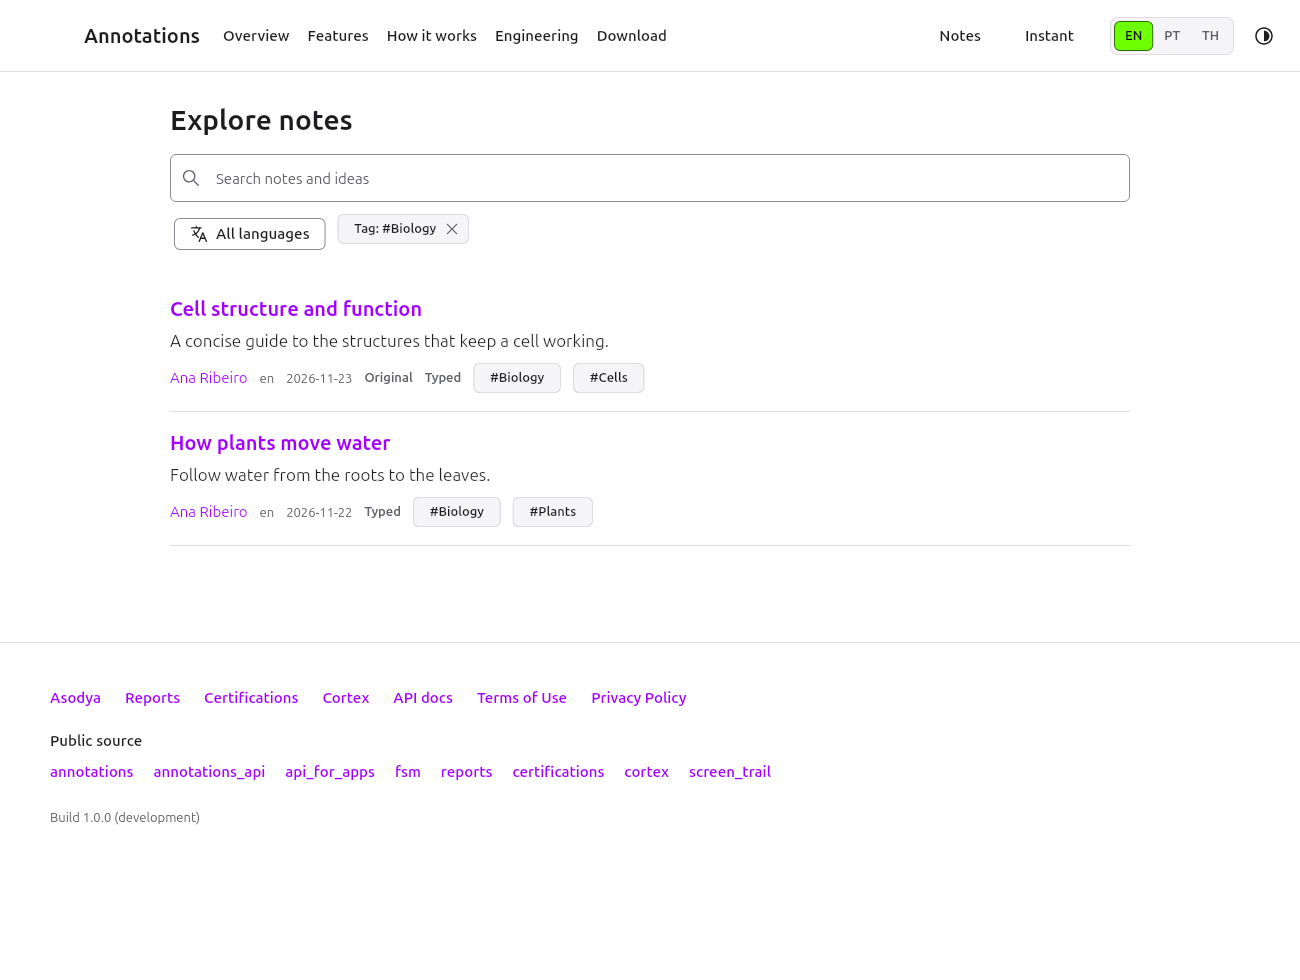 Annotations Overview Features How it works Engineering Download Notes Instant EN PT TH
Explore notes
Search notes and ideas
All languages Tag: #Biology
Cell structure and function
A concise guide to the structures that keep a cell working.
Ana Ribeiro en 2026-11-23 Original Typed #Biology #Cells
How plants move water
Follow water from the roots to the leaves.
Ana Ribeiro en 2026-11-22 Typed #Biology #Plants
Asodya Reports Certifications Cortex API docs Terms of Use Privacy Policy
Public source
annotations annotations_api api_for_apps fsm reports certifications cortex screen_trail
Build 1.0.0 (development)